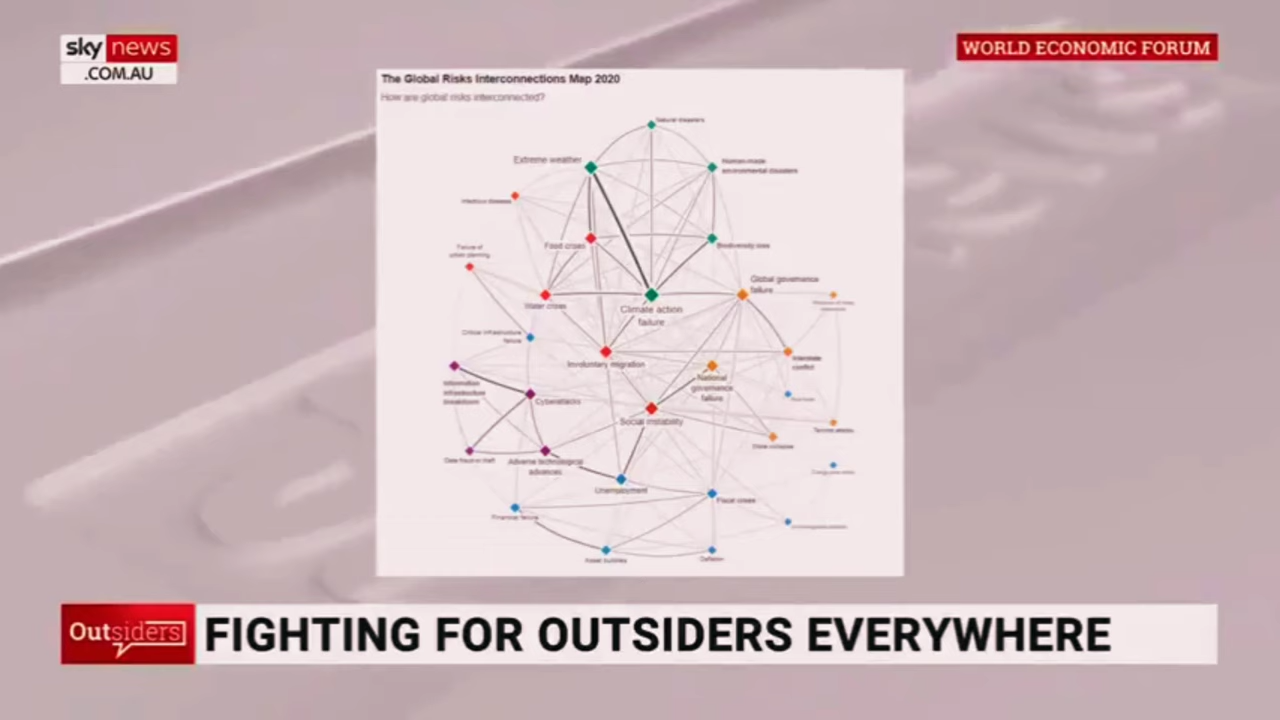 sky news
.COM.AU
WORLD ECONOMIC FORUM
The Global Risks Interconnections Map 2020
How are global risks interconnected?
Natural disasters
Extreme weather
Human-made
environmental disasters
Infectious diseases
Food crises
Biodiversity loss
Failure of
urban planning
Global governance
failure
Water crises
Climate action
failure
Critical infrastructure
failure
Involuntary migration
Interstate
conflict
National
governance
failure
Information
infrastructure
breakdown
Cyberattacks
Social instability
Terrorist attacks
State collapse
Data fraud or theft
Adverse technological
advances
Unemployment
Fiscal crises
Financial failure
Asset bubbles
Deflation
Outsiders
FIGHTING FOR OUTSIDERS EVERYWHERE